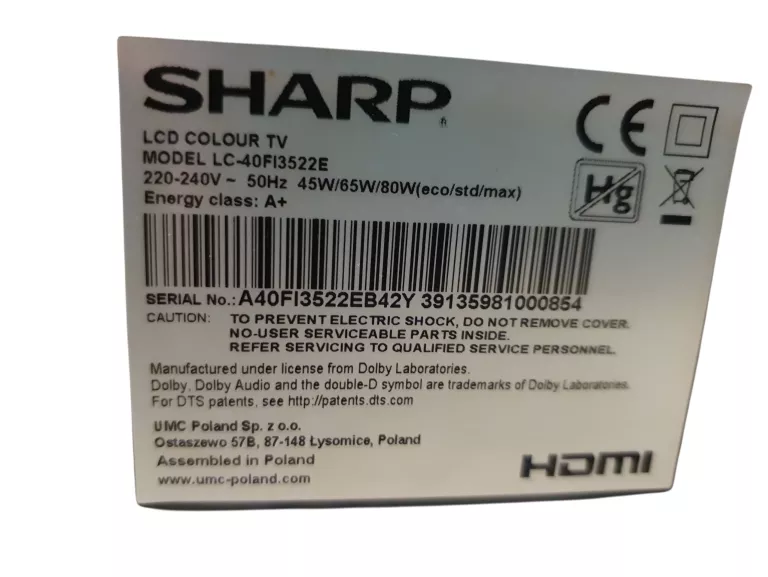 SHARP
LCD COLOUR TV
MODEL LC-40FI3522E
220-240V ~ 50Hz 45W/65W/80W(eco/std/max)
Energy class: A+
CE
Hg
SERIAL No.: A40FI3522EB42Y 39135981000854
CAUTION: TO PREVENT ELECTRIC SHOCK, DO NOT REMOVE COVER.
NO-USER SERVICEABLE PARTS INSIDE.
REFER SERVICING TO QUALIFIED SERVICE PERSONNEL.
Manufactured under license from Dolby Laboratories.
Dolby, Dolby Audio and the double-D symbol are trademarks of Dolby Laboratories.
For DTS patents, see http://patents.dts.com
UMC Poland Sp. z o.o.
Ostaszewo 57B, 87-148 Łysomice, Poland
Assembled in Poland
www.umc-poland.com
HDMI